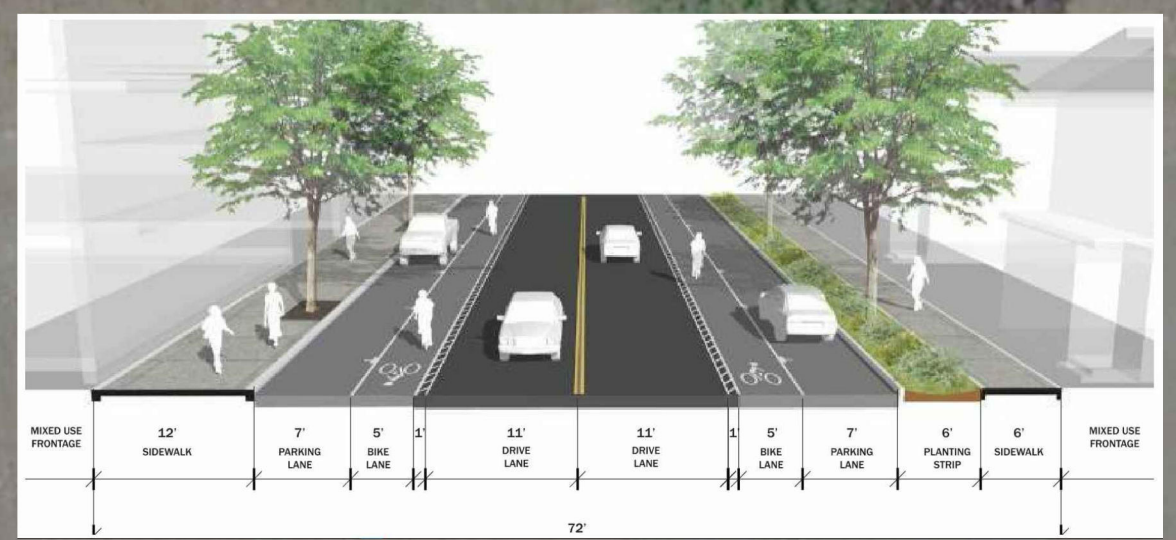 MIXED USE
FRONTAGE
12'
SIDEWALK
7'
PARKING
LANE
5'
BIKE
LANE
1'
11'
DRIVE
LANE
11'
DRIVE
LANE
1'
5'
BIKE
LANE
7'
PARKING
LANE
6'
PLANTING
STRIP
6'
SIDEWALK
MIXED USE
FRONTAGE
72'